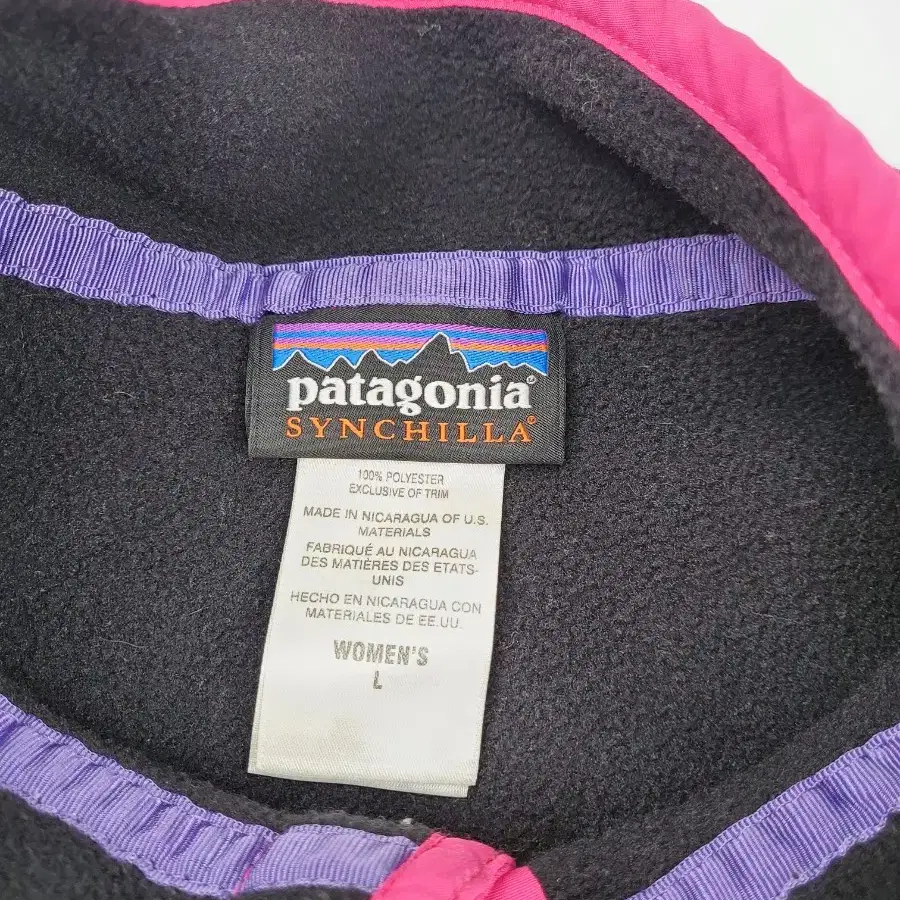 patagonia®
SYNCHILLA®
100% POLYESTER
EXCLUSIVE OF TRIM
MADE IN NICARAGUA OF U.S.
MATERIALS
FABRIQUÉ AU NICARAGUA
DES MATIÈRES DES ETATS-
UNIS
HECHO EN NICARAGUA CON
MATERIALES DE EE.UU.
WOMEN'S
L